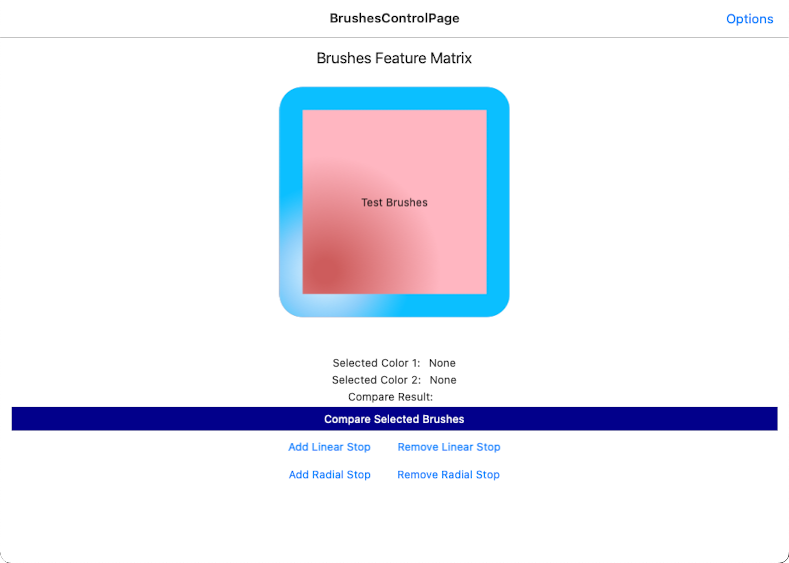 BrushesControlPage Options
Brushes Feature Matrix
Test Brushes
Selected Color 1: None
Selected Color 2: None
Compare Result:
Compare Selected Brushes
Add Linear Stop Remove Linear Stop
Add Radial Stop Remove Radial Stop